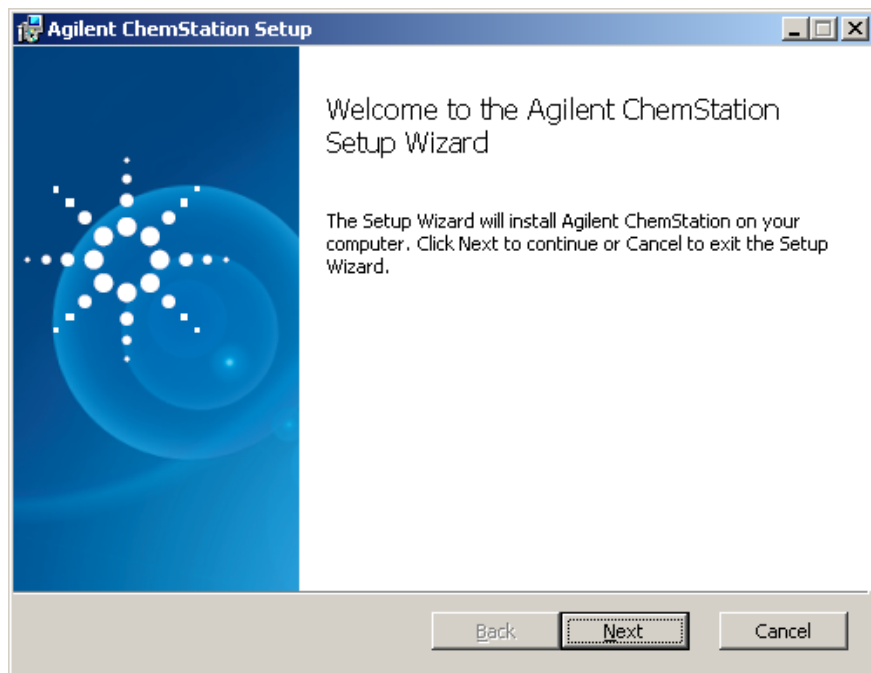 Agilent ChemStation Setup
Welcome to the Agilent ChemStation
Setup Wizard
The Setup Wizard will install Agilent ChemStation on your
computer. Click Next to continue or Cancel to exit the Setup
Wizard.
Back
Next
Cancel